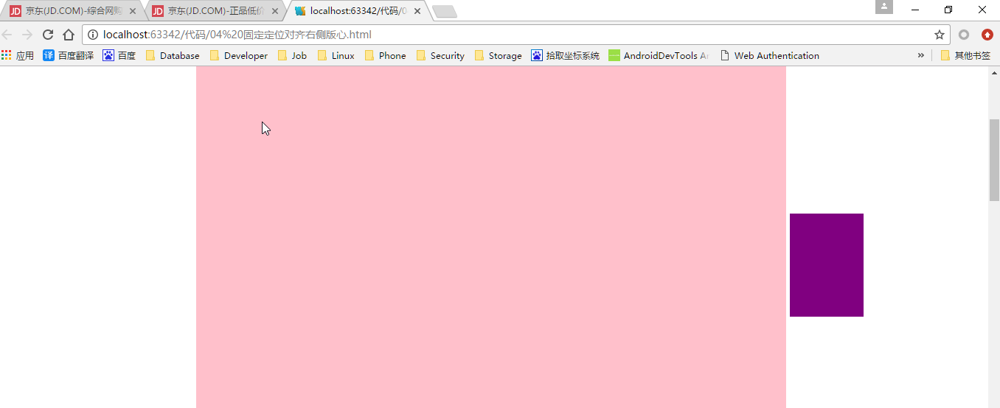 JD 京东(JD.COM)-综合网购
JD 京东(JD.COM)-正品低价
localhost:63342/代码/0
localhost:63342/代码/04%20固定定位对齐右侧版心.html
应用 译 百度翻译 百度 Database Developer Job Linux Phone Security Storage 拾取坐标系统 AndroidDevTools An Web Authentication » 其他书签